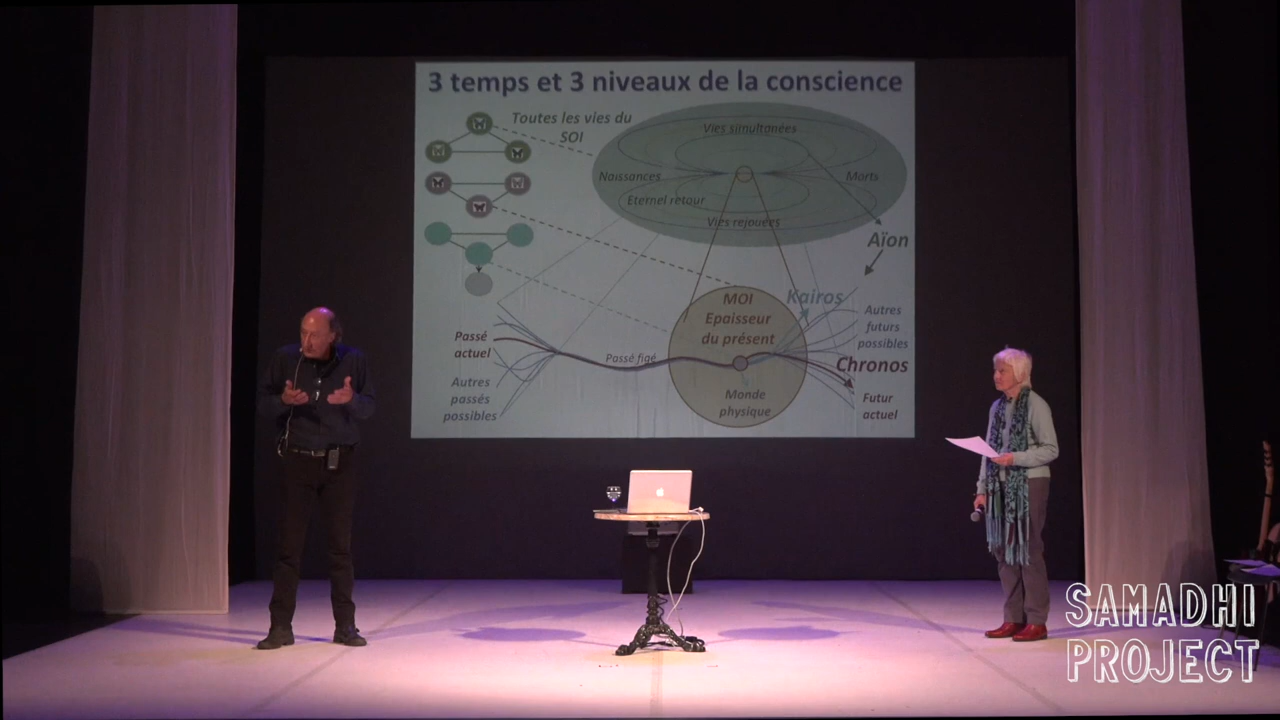 3 temps et 3 niveaux de la conscience
Toutes les vies du
SOI
Vies simultanées
Naissances
Morts
Eternel retour
Vies rejouées
Aïon
MOI
Epaisseur
du présent
Kairos
Autres
futurs
possibles
Passé
actuel
Passé figé
Chronos
Autres
passés
possibles
Monde
physique
Futur
actuel
SAMADHI
PROJECT